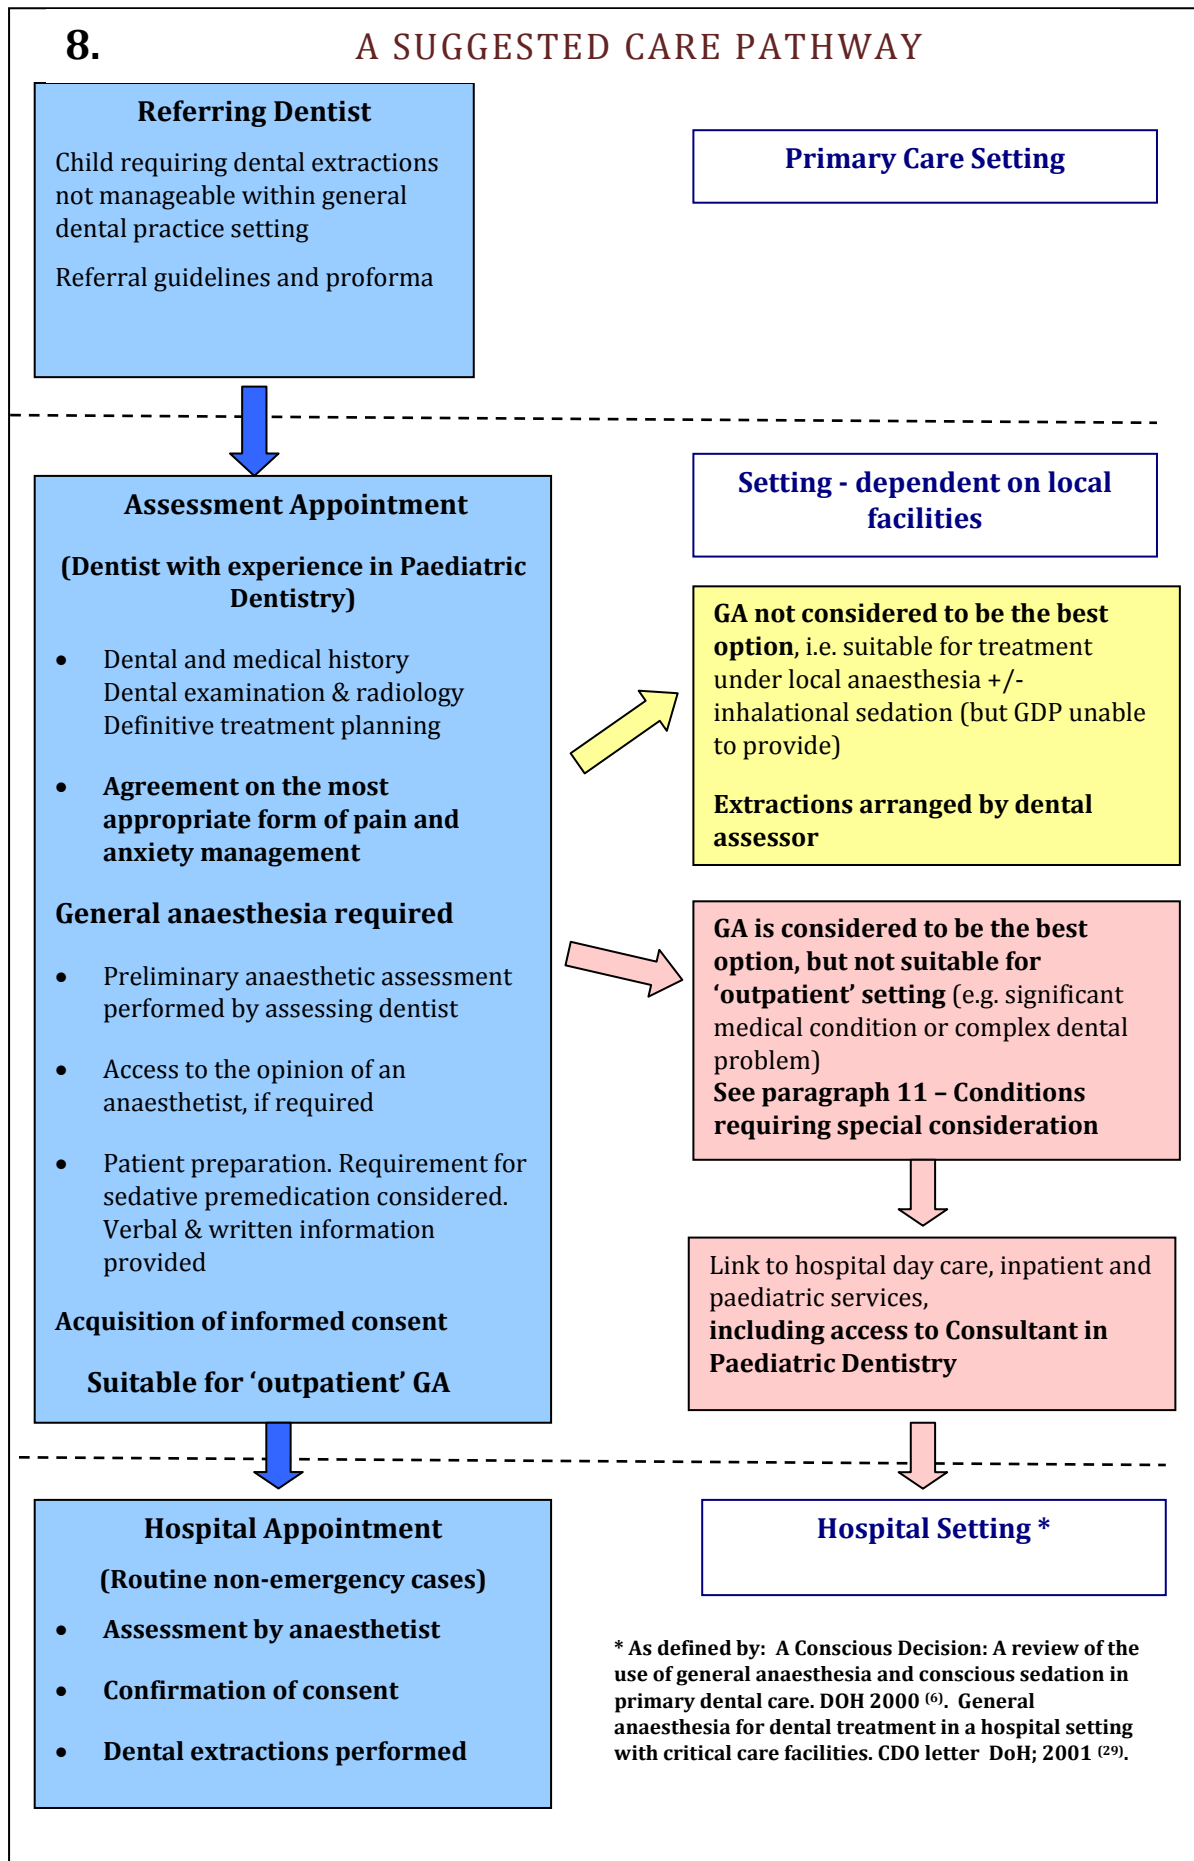 8.
A SUGGESTED CARE PATHWAY
Referring Dentist
Child requiring dental extractions
not manageable within general
dental practice setting
Referral guidelines and proforma
Primary Care Setting
Assessment Appointment
(Dentist with experience in Paediatric
Dentistry)
• Dental and medical history
Dental examination & radiology
Definitive treatment planning
• Agreement on the most
appropriate form of pain and
anxiety management
General anaesthesia required
• Preliminary anaesthetic assessment
performed by assessing dentist
• Access to the opinion of an
anaesthetist, if required
• Patient preparation. Requirement for
sedative premedication considered.
Verbal & written information
provided
Acquisition of informed consent
Suitable for ‘outpatient’ GA
Setting - dependent on local
facilities
GA not considered to be the best
option, i.e. suitable for treatment
under local anaesthesia +/-
inhalational sedation (but GDP unable
to provide)
Extractions arranged by dental
assessor
GA is considered to be the best
option, but not suitable for
‘outpatient’ setting (e.g. significant
medical condition or complex dental
problem)
See paragraph 11 – Conditions
requiring special consideration
Link to hospital day care, inpatient and
paediatric services,
including access to Consultant in
Paediatric Dentistry
Hospital Appointment
(Routine non-emergency cases)
• Assessment by anaesthetist
• Confirmation of consent
• Dental extractions performed
Hospital Setting *
* As defined by: A Conscious Decision: A review of the
use of general anaesthesia and conscious sedation in
primary dental care. DOH 2000 (6). General
anaesthesia for dental treatment in a hospital setting
with critical care facilities. CDO letter DoH; 2001 (29).